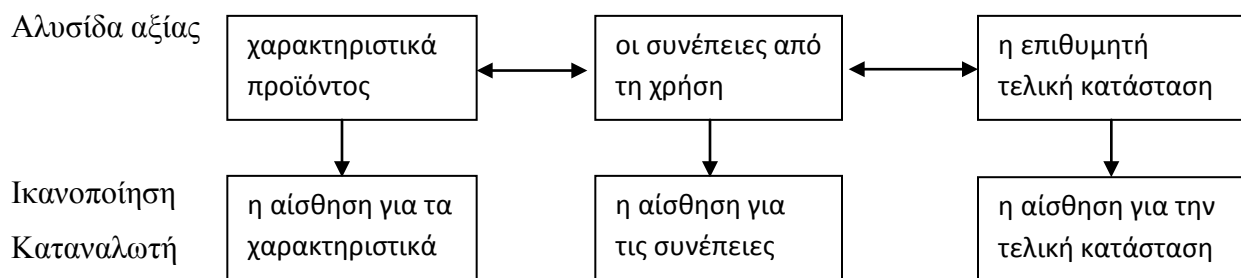 Αλυσίδα αξίας
χαρακτηριστικά
προϊόντος
οι συνέπειες από
τη χρήση
η επιθυμητή
τελική κατάσταση
Ικανοποίηση
Καταναλωτή
η αίσθηση για τα
χαρακτηριστικά
η αίσθηση για
τις συνέπειες
η αίσθηση για την
τελική κατάσταση